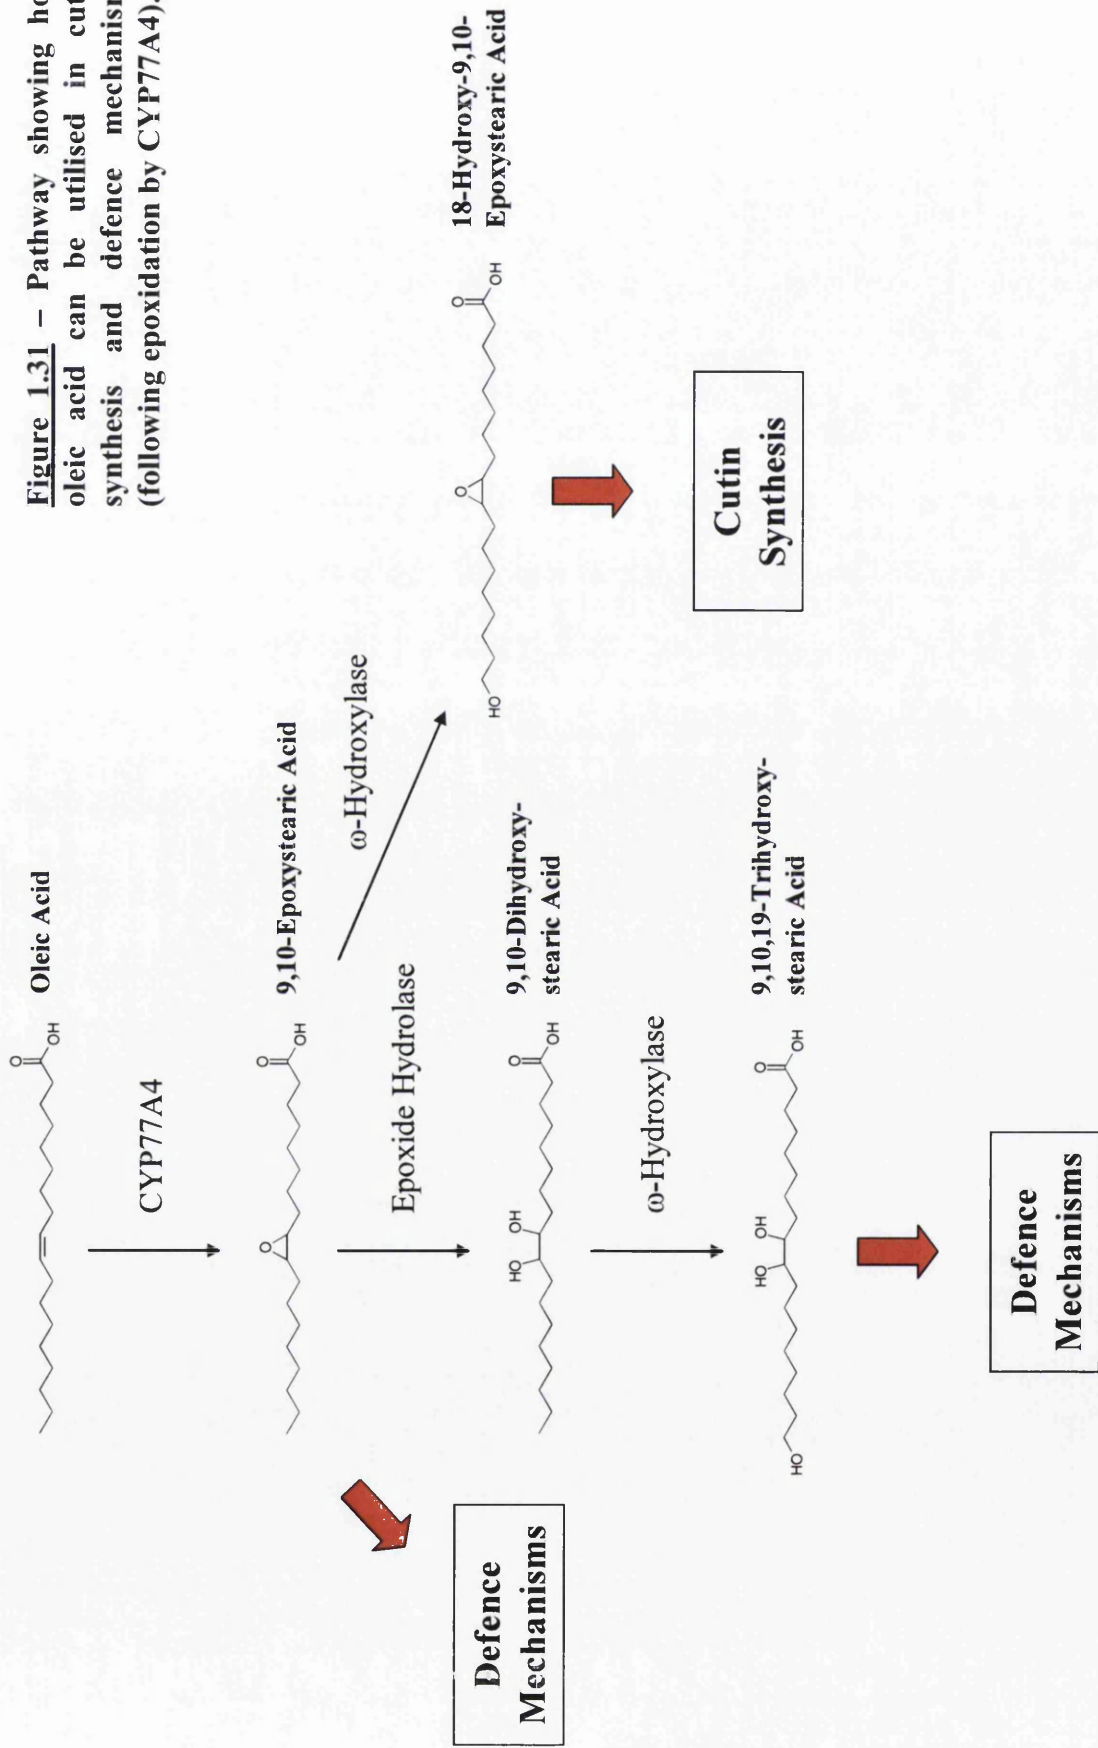 Figure 1.31 – Pathway showing
oleic acid can be utilised in
synthesis and defence
(following epoxidation by CYP77A4).
Oleic Acid
O
OH
CYP77A4
9,10-Epoxystearic Acid
O
O
OH
ω-Hydroxylase
18-Hydroxy-9,10-
Epoxystearic Acid
HO
O
O
OH
Cutin
Synthesis
Epoxide Hydrolase
Defence
Mechanisms
9,10-Dihydroxy-
stearic Acid
HO
OH
O
OH
ω-Hydroxylase
9,10,19-Trihydroxy-
stearic Acid
HO
HO
OH
O
OH
Defence
Mechanisms